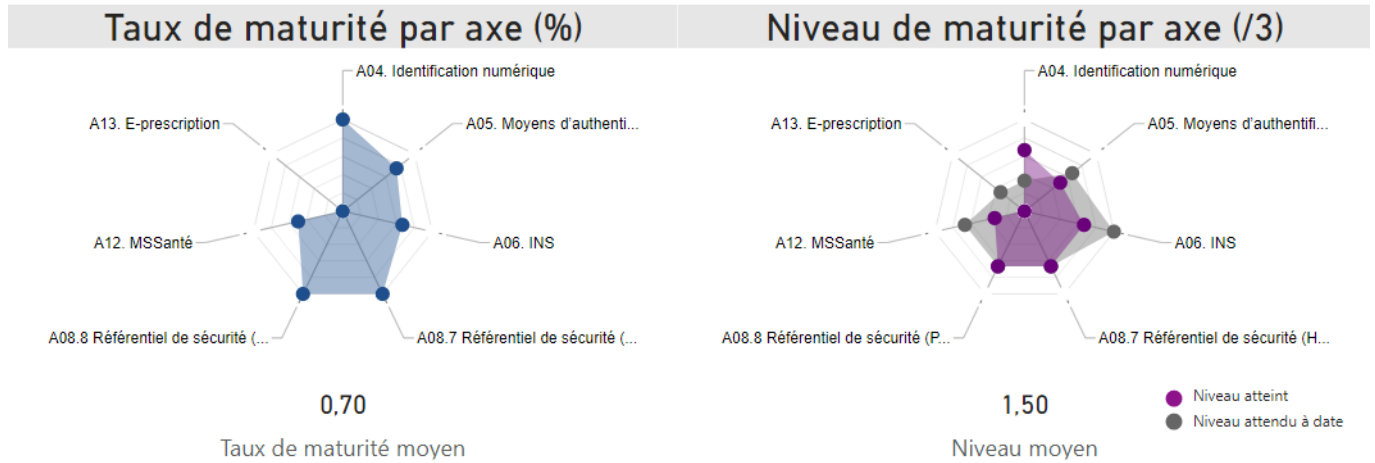 Taux de maturité par axe (%)
A04. Identification numérique
A13. E-prescription
A05. Moyens d'authenti...
A12. MSSanté
A06. INS
A08.8 Référentiel de sécurité (...
A08.7 Référentiel de sécurité (...
0,70
Taux de maturité moyen
Niveau de maturité par axe (/3)
A04. Identification numérique
A13. E-prescription
A05. Moyens d'authentifi...
A12. MSSanté
A06. INS
A08.8 Référentiel de sécurité (P...
A08.7 Référentiel de sécurité (H...
1,50
Niveau moyen
Niveau atteint
Niveau attendu à date